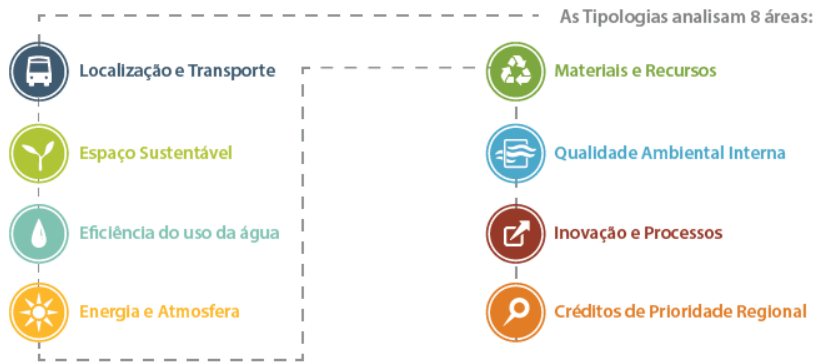 As Tipologias analisam 8 áreas:
Localização e Transporte
Espaço Sustentável
Eficiência do uso da água
Energia e Atmosfera
Materiais e Recursos
Qualidade Ambiental Interna
Inovação e Processos
Créditos de Prioridade Regional